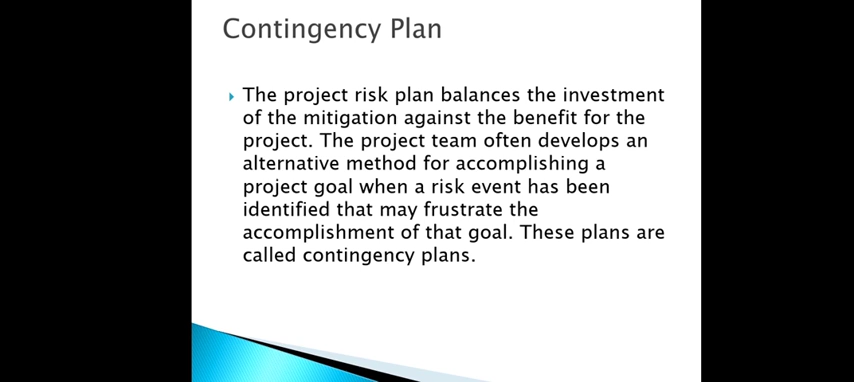 Contingency Plan
The project risk plan balances the investment
of the mitigation against the benefit for the
project. The project team often develops an
alternative method for accomplishing a
project goal when a risk event has been
identified that may frustrate the
accomplishment of that goal. These plans are
called contingency plans.